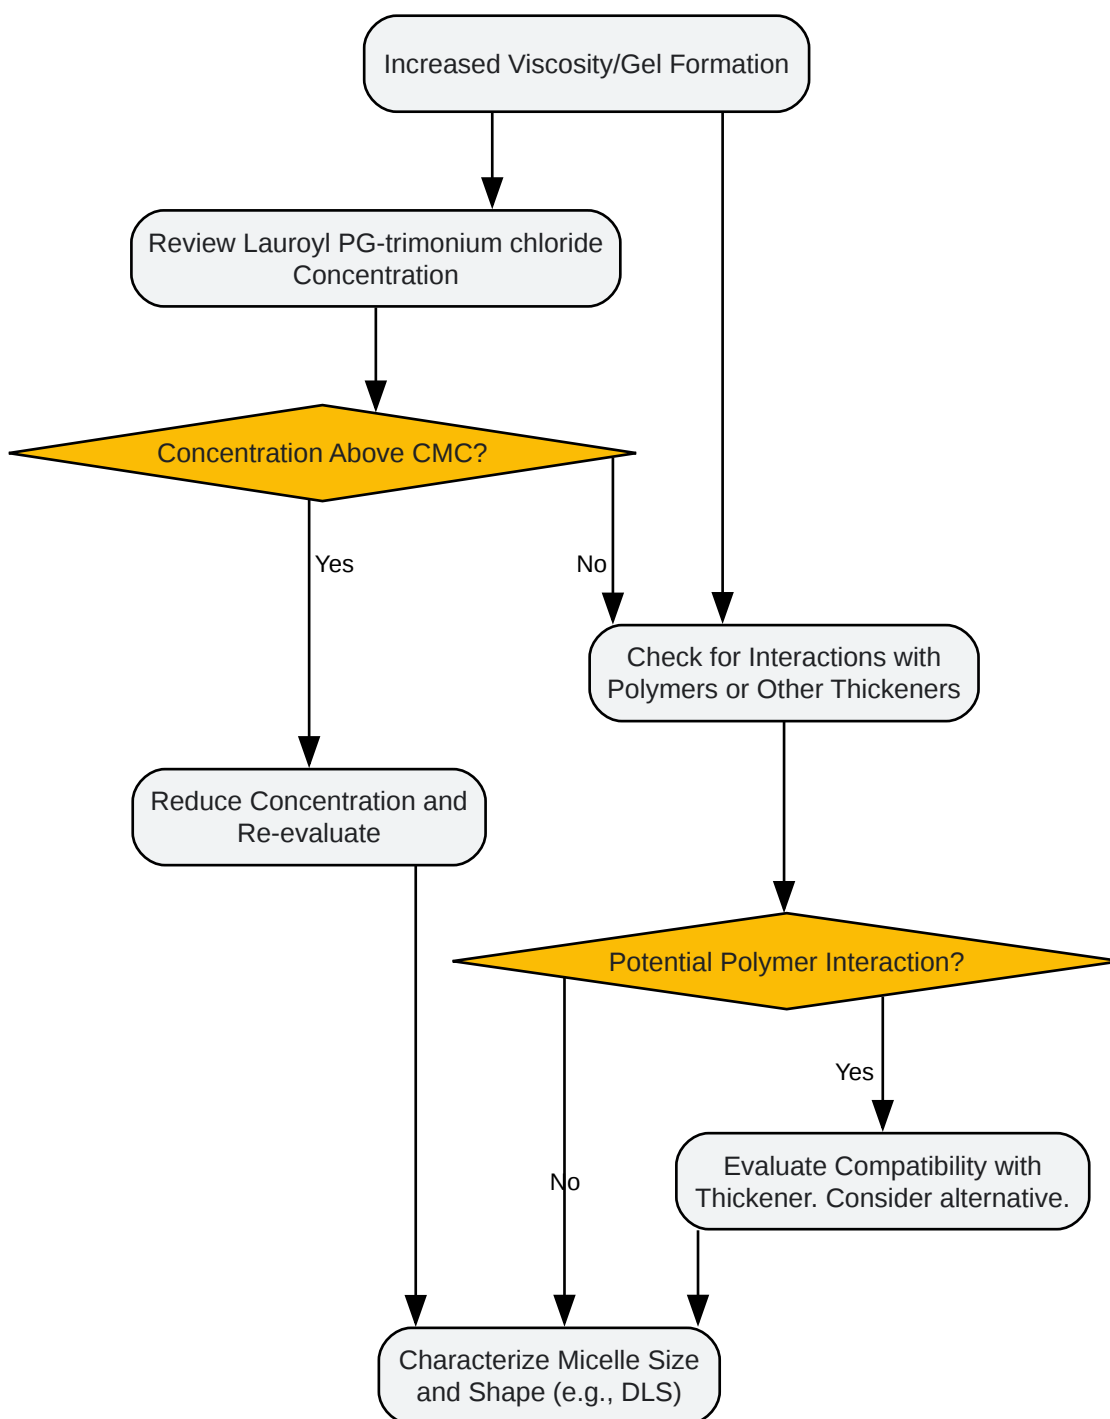 Increased Viscosity/Gel Formation
Review Lauroyl PG-trimonium chloride
Concentration
Concentration Above CMC?
Yes
No
Check for Interactions with
Polymers or Other Thickeners
Reduce Concentration and
Re-evaluate
Potential Polymer Interaction?
Yes
No
Evaluate Compatibility with
Thickener. Consider alternative.
Characterize Micelle Size
and Shape (e.g., DLS)